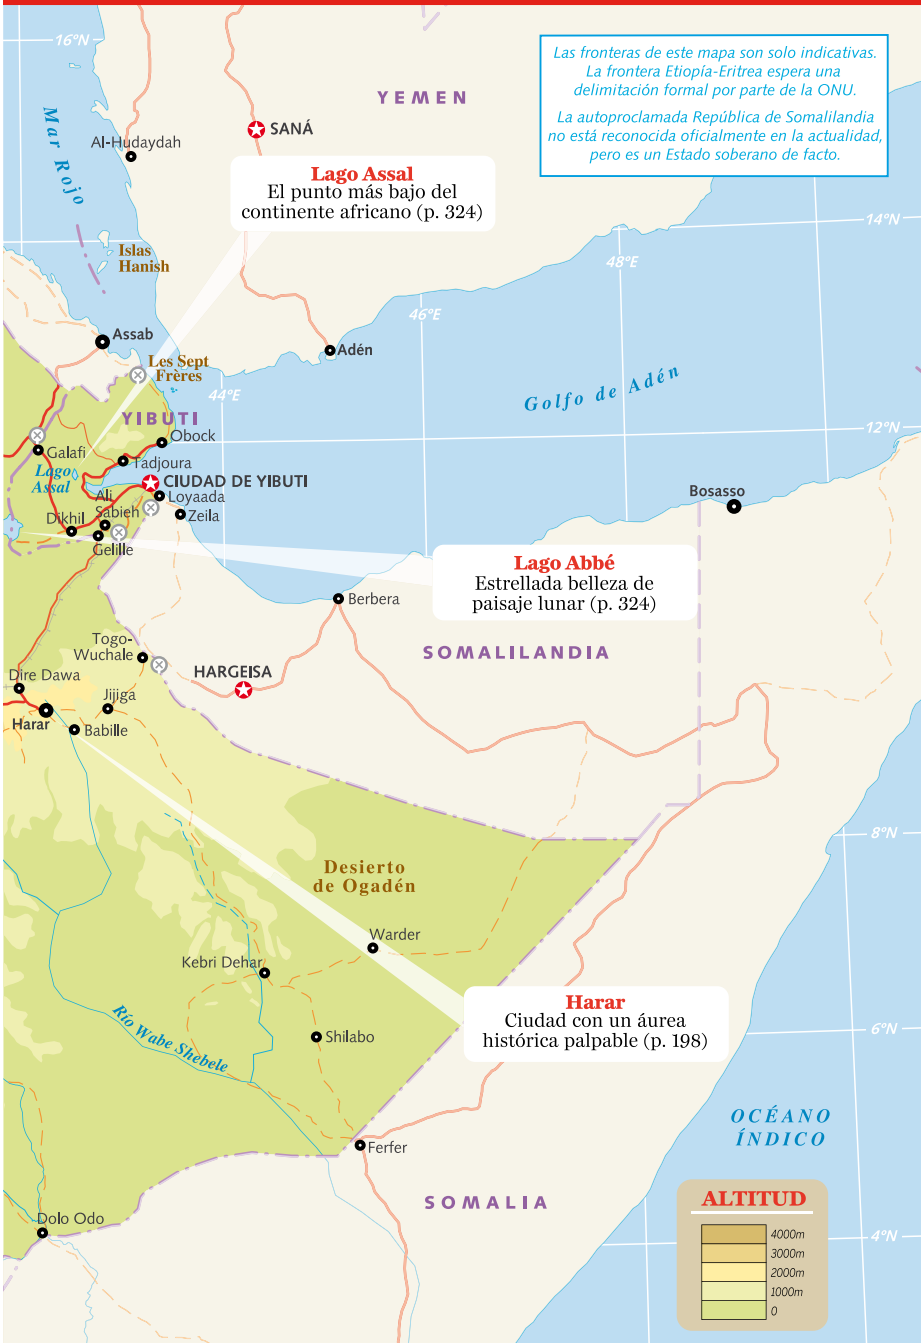 16°N
YEMEN
Las fronteras de este mapa son solo indicativas.
La frontera Etiopía-Eritrea espera una
delimitación formal por parte de la ONU.
La autoproclamada República de Somalilandia
no está reconocida oficialmente en la actualidad,
pero es un Estado soberano de facto.
Mar Rojo
SANÁ
Al-Hudaydah
Lago Assal
El punto más bajo del
continente africano (p. 324)
14°N
Islas
Hanish
48°E
46°E
Assab
Adén
Les Sept
Frères
44°E
Golfo de Adén
YIBUTI
Obock
12°N
Galafi
Tadjoura
Lago
Assal
CIUDAD DE YIBUTI
Loyaada
Ali
Sabieh
Zeila
Bosasso
Dikhil
Gelille
Lago Abbé
Estrellada belleza de
paisaje lunar (p. 324)
Berbera
Togo-
Wuchale
SOMALILANDIA
HARGEISA
Dire Dawa
Jijiga
Harar
Babille
8°N
Desierto
de Ogadén
Warder
Kebri Dehar
Harar
Ciudad con un áurea
histórica palpable (p. 198)
Río Wabe Shebele
Shilabo
6°N
OCÉANO
ÍNDICO
Ferfer
SOMALIA
ALTITUD
Dolo Odo
4000m
3000m
2000m
1000m
0
4°N